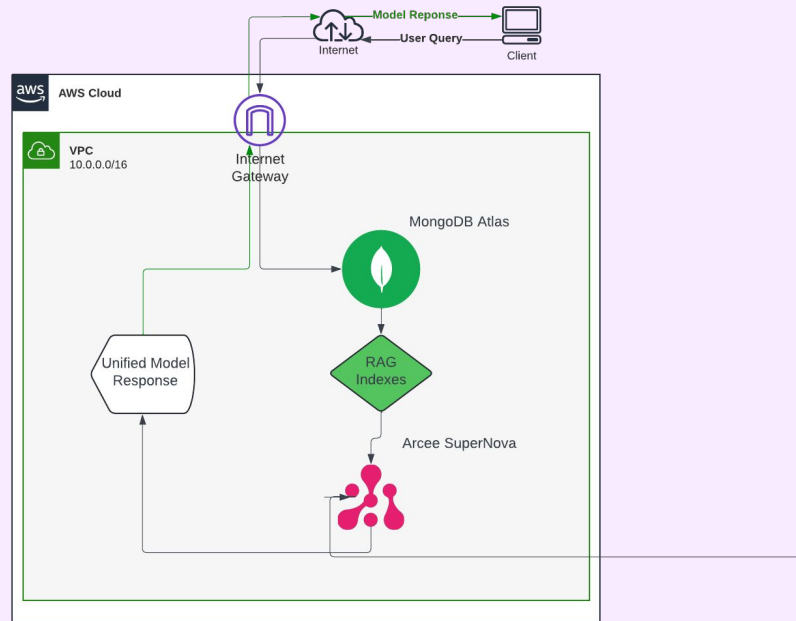 Model Reponse
User Query
Internet
Client
aws
AWS Cloud
VPC
10.0.0.0/16
Internet
Gateway
MongoDB Atlas
Unified Model
Response
RAG
Indexes
Arcee SuperNova